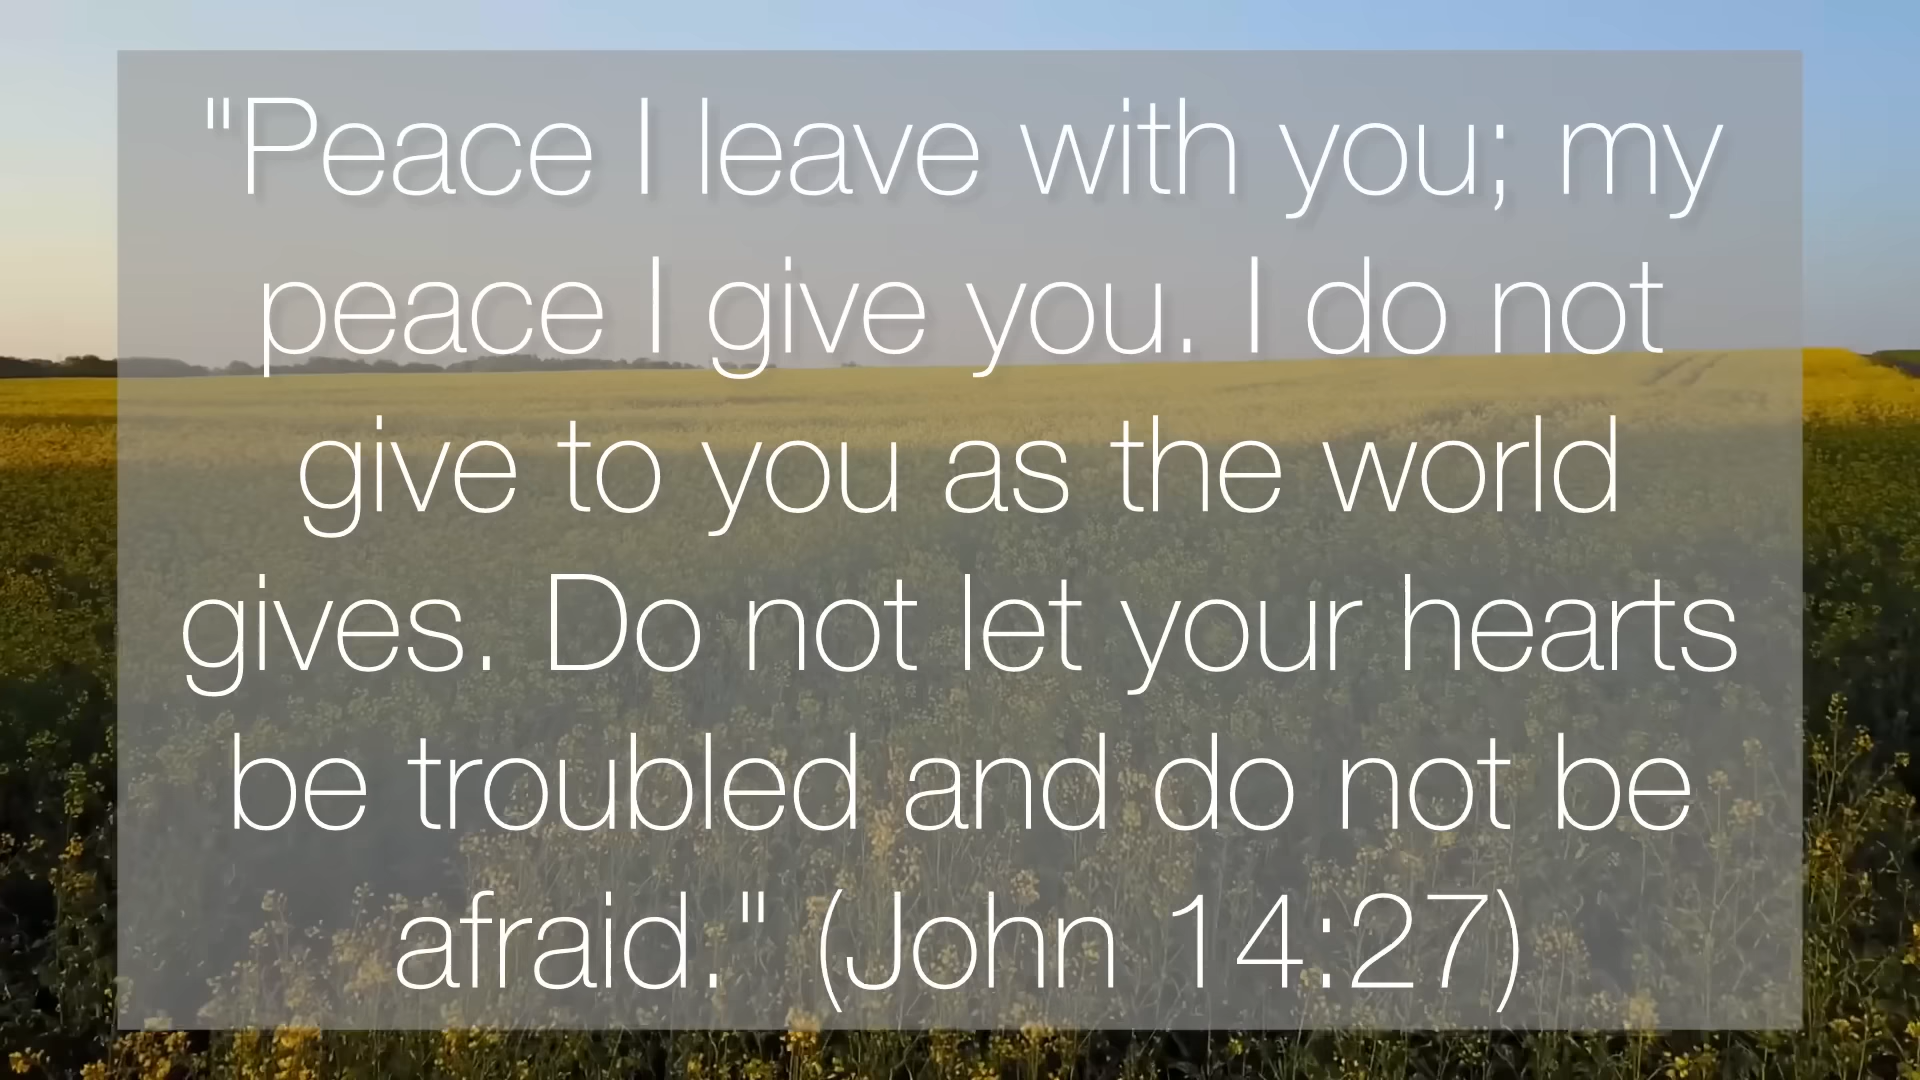 "Peace I leave with you; my
peace I give you. I do not
give to you as the world
gives. Do not let your hearts
be troubled and do not be
afraid." (John 14:27)